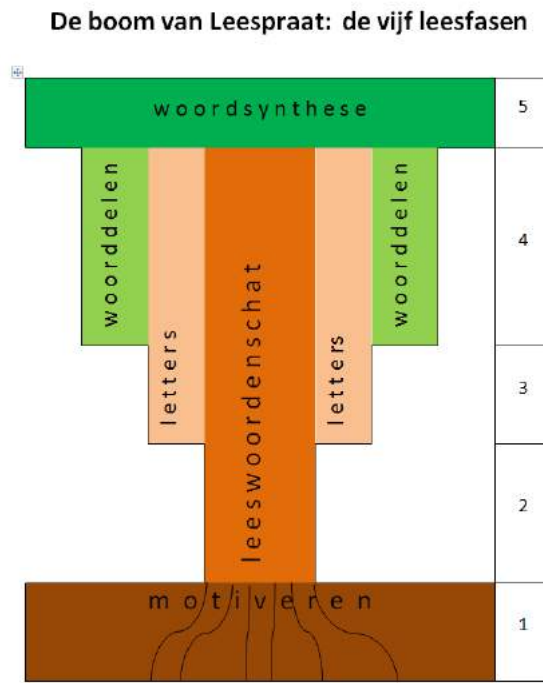 De boom van Leespraat: de vijf leesfasen
woordsynthese
5
woorddelen
letters
leeswoordenschat
letters
woorddelen
4
3
2
motiveren
1